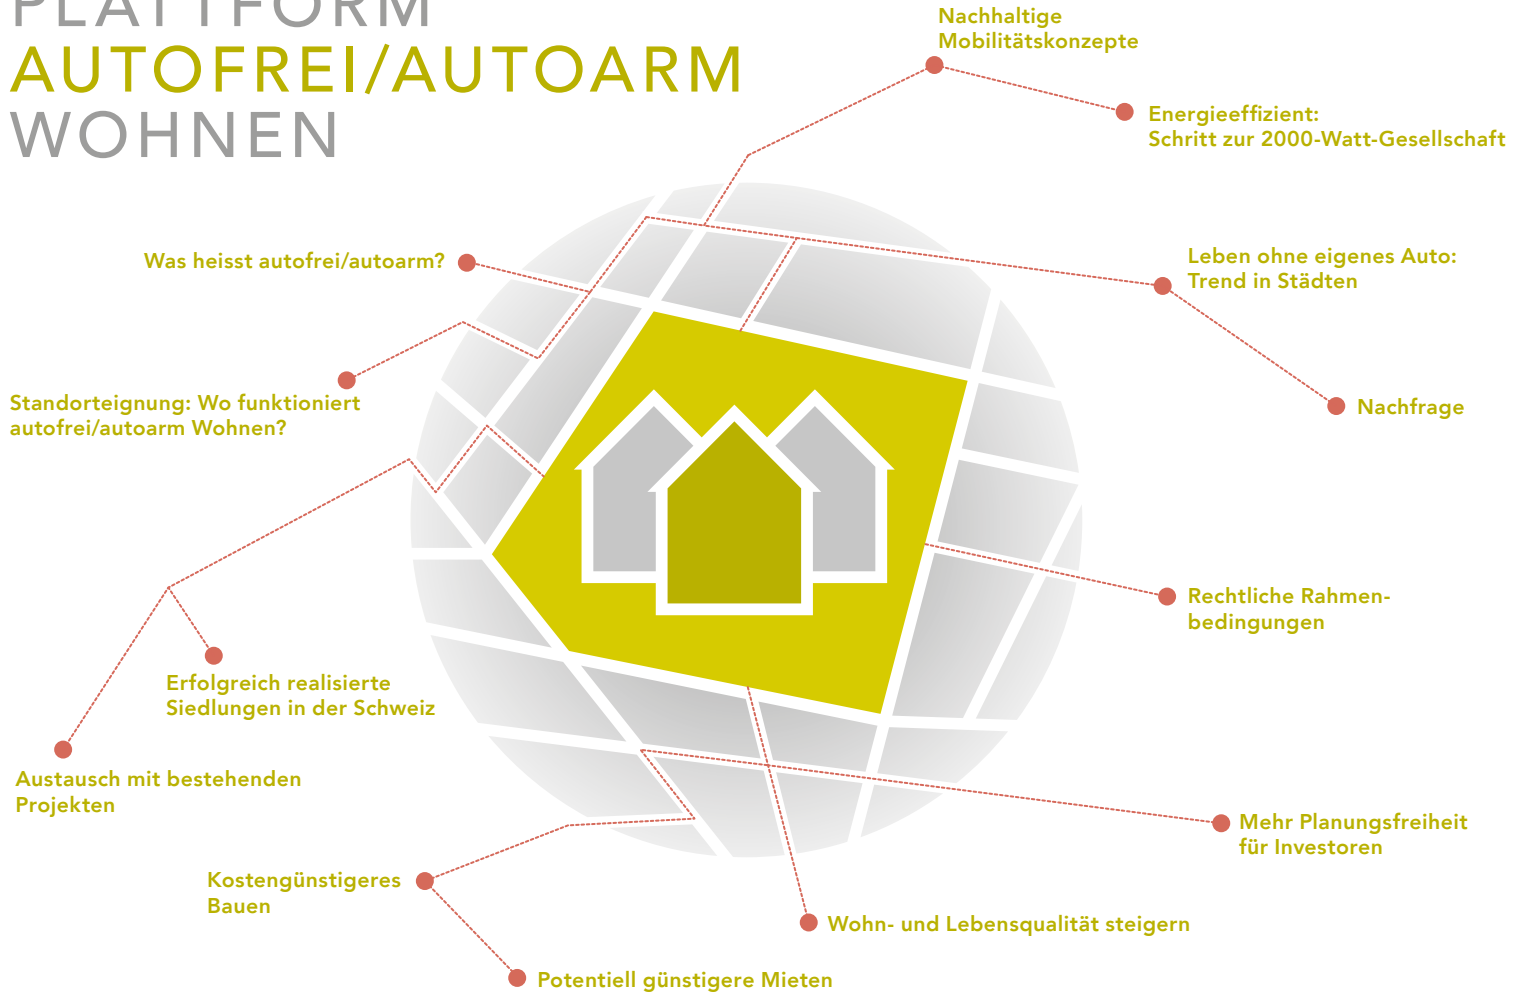 PLATTFORM
AUTOFREI/AUTOARM
WOHNEN
Nachhaltige
Mobilitätskonzepte
Energieeffizient:
Schritt zur 2000-Watt-Gesellschaft
Was heisst autofrei/autoarm?
Leben ohne eigenes Auto:
Trend in Städten
Standorteignung: Wo funktioniert
autofrei/autoarm Wohnen?
Nachfrage
Rechtliche Rahmen-
bedingungen
Erfolgreich realisierte
Siedlungen in der Schweiz
Austausch mit bestehenden
Projekten
Mehr Planungsfreiheit
für Investoren
Kostengünstigeres
Bauen
Wohn- und Lebensqualität steigern
Potentiell günstigere Mieten